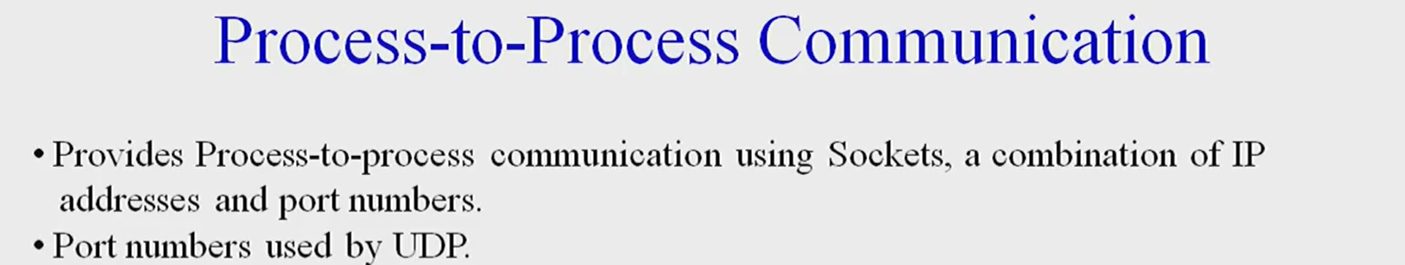 Process-to-Process Communication
• Provides Process-to-process communication using Sockets, a combination of IP
addresses and port numbers.
• Port numbers used by UDP.